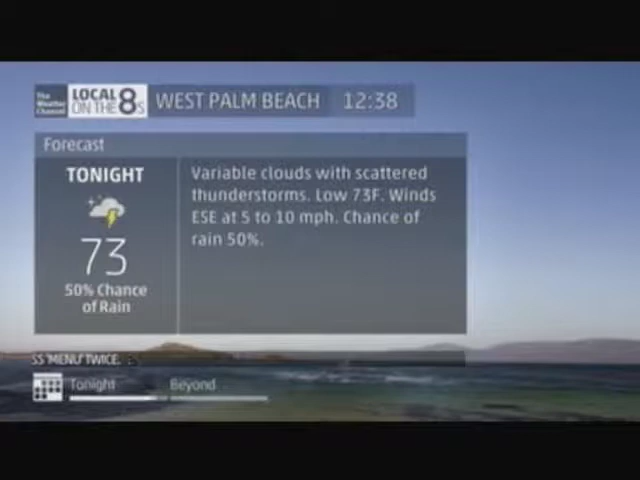 The Weather Channel
LOCAL ON THE 8s
WEST PALM BEACH 12:38
Forecast
TONIGHT
73
50% Chance
of Rain
Variable clouds with scattered
thunderstorms. Low 73F. Winds
ESE at 5 to 10 mph. Chance of
rain 50%.
SS 'MENU' TWICE.
Tonight Beyond